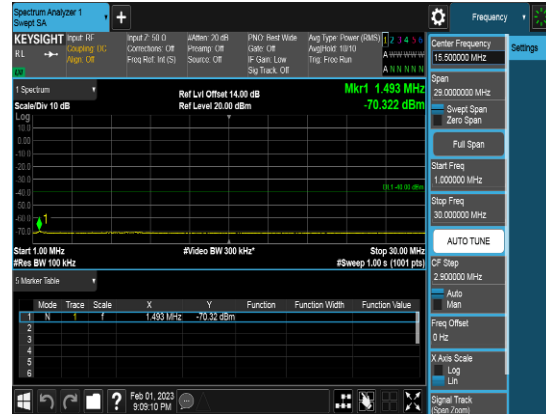 Spectrum Analyzer 1
Swept SA
+
Frequency
KEYSIGHT
RL
Input: RF
Coupling: DC
Align: Off
Input Z: 50 Ω
Corrections: Off
Freq Ref: Int (S)
#Atten: 20 dB
Preamp: Off
Source: Off
PNO: Best Wide
Gate: Off
IF Gain: Low
Sig Track: Off
Avg Type: Power (RMS)
Avg|Hold: 10/10
Trig: Free Run
1 2 3 4 5 6
A W W W W W
A N N N N N
1 Spectrum
Scale/Div 10 dB
Ref Lvl Offset 14.00 dB
Ref Level 20.00 dBm
Mkr1 1.493 MHz
-70.322 dBm
Log
10.0
0.00
-10.0
-20.0
-30.0
-40.0
-50.0
-60.0
-70.0
DL1 -40.00 dBm
1
Start 1.00 MHz
#Res BW 100 kHz
#Video BW 300 kHz*
Stop 30.00 MHz
#Sweep 1.00 s (1001 pts)
5 Marker Table
Mode Trace Scale X Y Function Function Width Function Value
1 N 1 f 1.493 MHz -70.32 dBm
2
3
4
5
6
Center Frequency
15.500000 MHz
Settings
Span
29.0000000 MHz
Swept Span
Zero Span
Full Span
Start Freq
1.000000 MHz
Stop Freq
30.000000 MHz
AUTO TUNE
CF Step
2.900000 MHz
Auto
Man
Freq Offset
0 Hz
X Axis Scale
Log
Lin
Signal Track
(Span Zoom)
?
Feb 01, 2023
9:09:10 PM